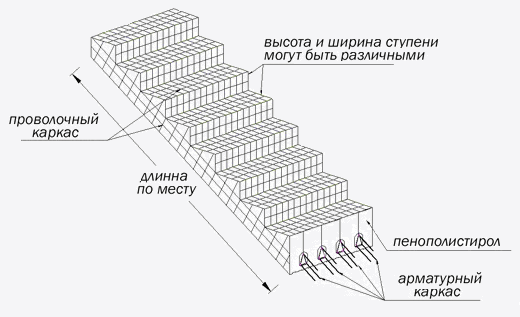 высота и ширина ступени
могут быть различными
проволочный
каркас
длинна
по месту
пенополистирол
арматурный
каркас